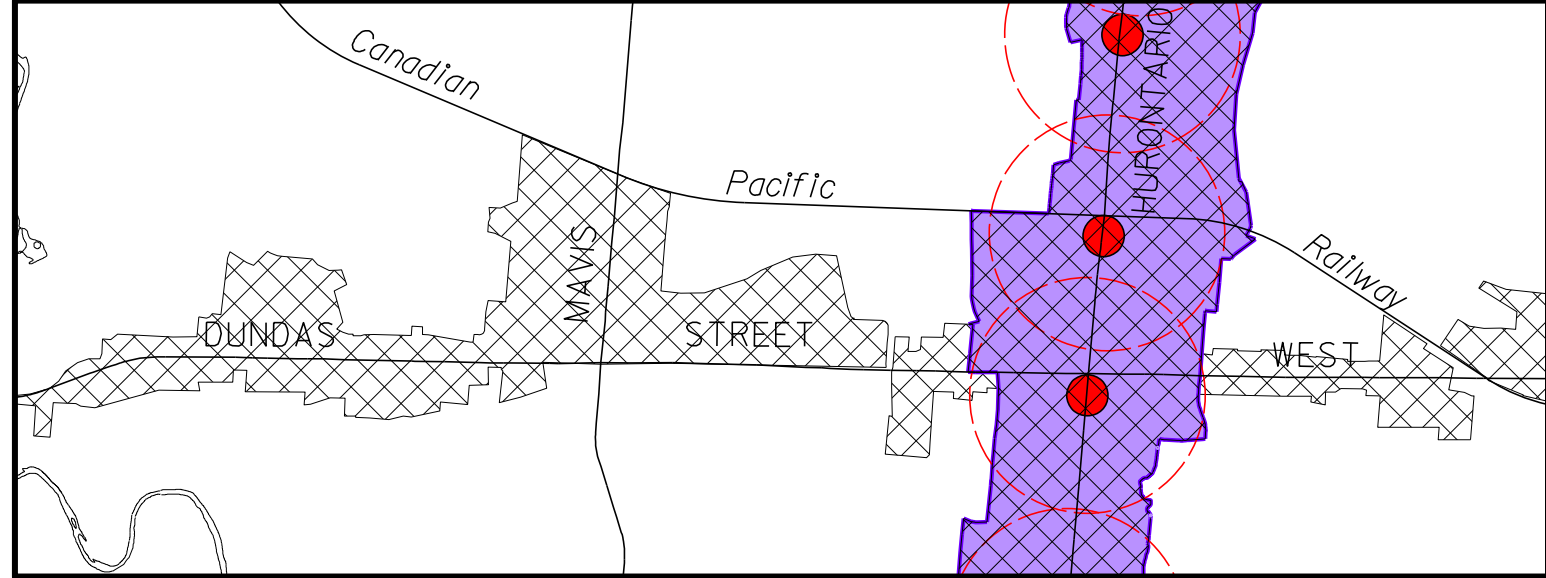 Canadian
Pacific
Railway
HURONTARIO
MAVIS
DUNDAS
STREET
WEST